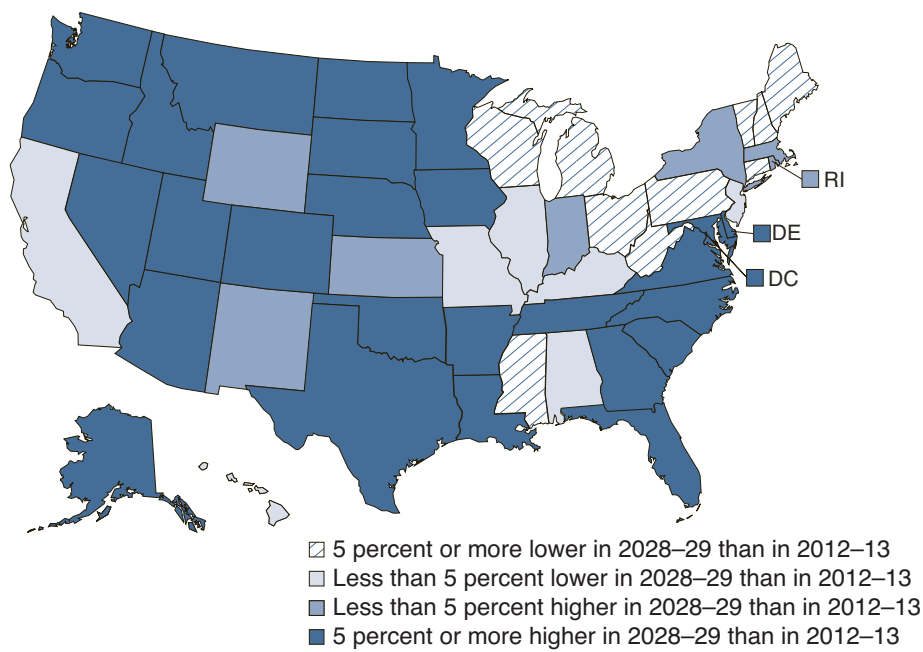 RI
DE
DC
5 percent or more lower in 2028–29 than in 2012–13
Less than 5 percent lower in 2028–29 than in 2012–13
Less than 5 percent higher in 2028–29 than in 2012–13
5 percent or more higher in 2028–29 than in 2012–13